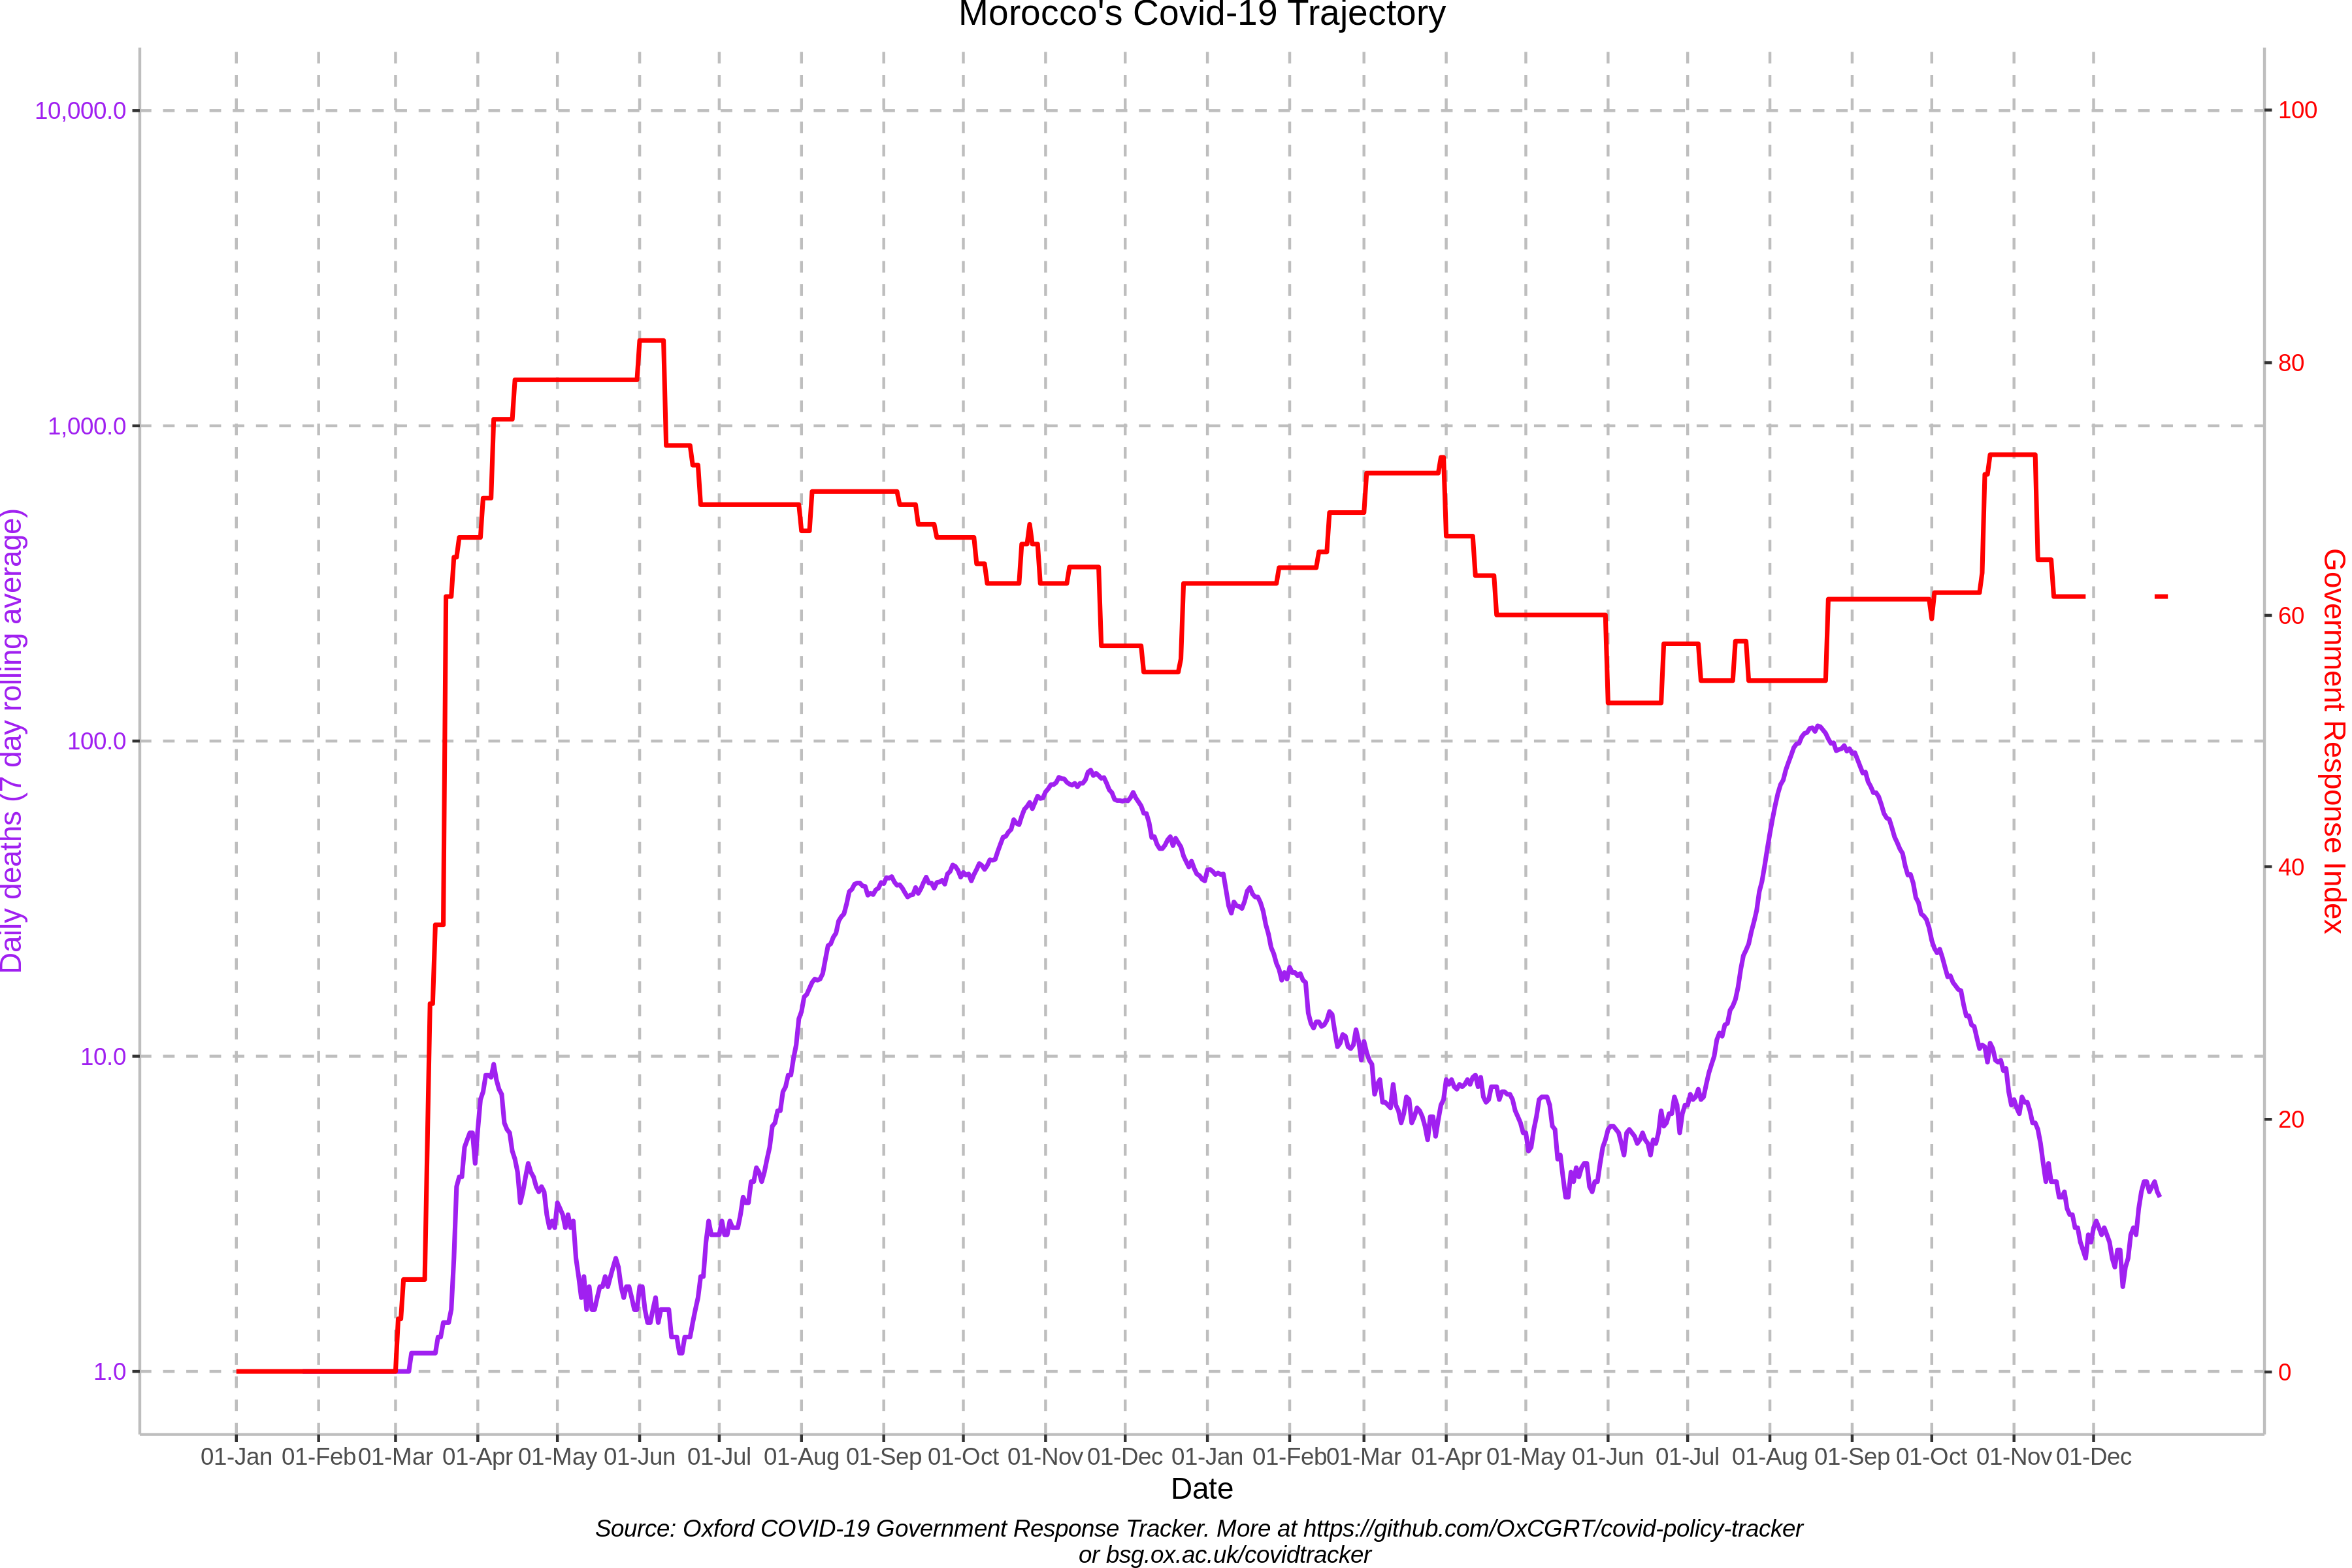 Morocco's Covid-19 Trajectory
10,000.0
1,000.0
100.0
10.0
1.0
Daily deaths (7 day rolling average)
100
80
60
40
20
0
Government Response Index
01-Jan 01-Feb 01-Mar 01-Apr 01-May 01-Jun 01-Jul 01-Aug 01-Sep 01-Oct 01-Nov 01-Dec 01-Jan 01-Feb 01-Mar 01-Apr 01-May 01-Jun 01-Jul 01-Aug 01-Sep 01-Oct 01-Nov 01-Dec
Date
Source: Oxford COVID-19 Government Response Tracker. More at https://github.com/OxCGRT/covid-policy-tracker
or bsg.ox.ac.uk/covidtracker